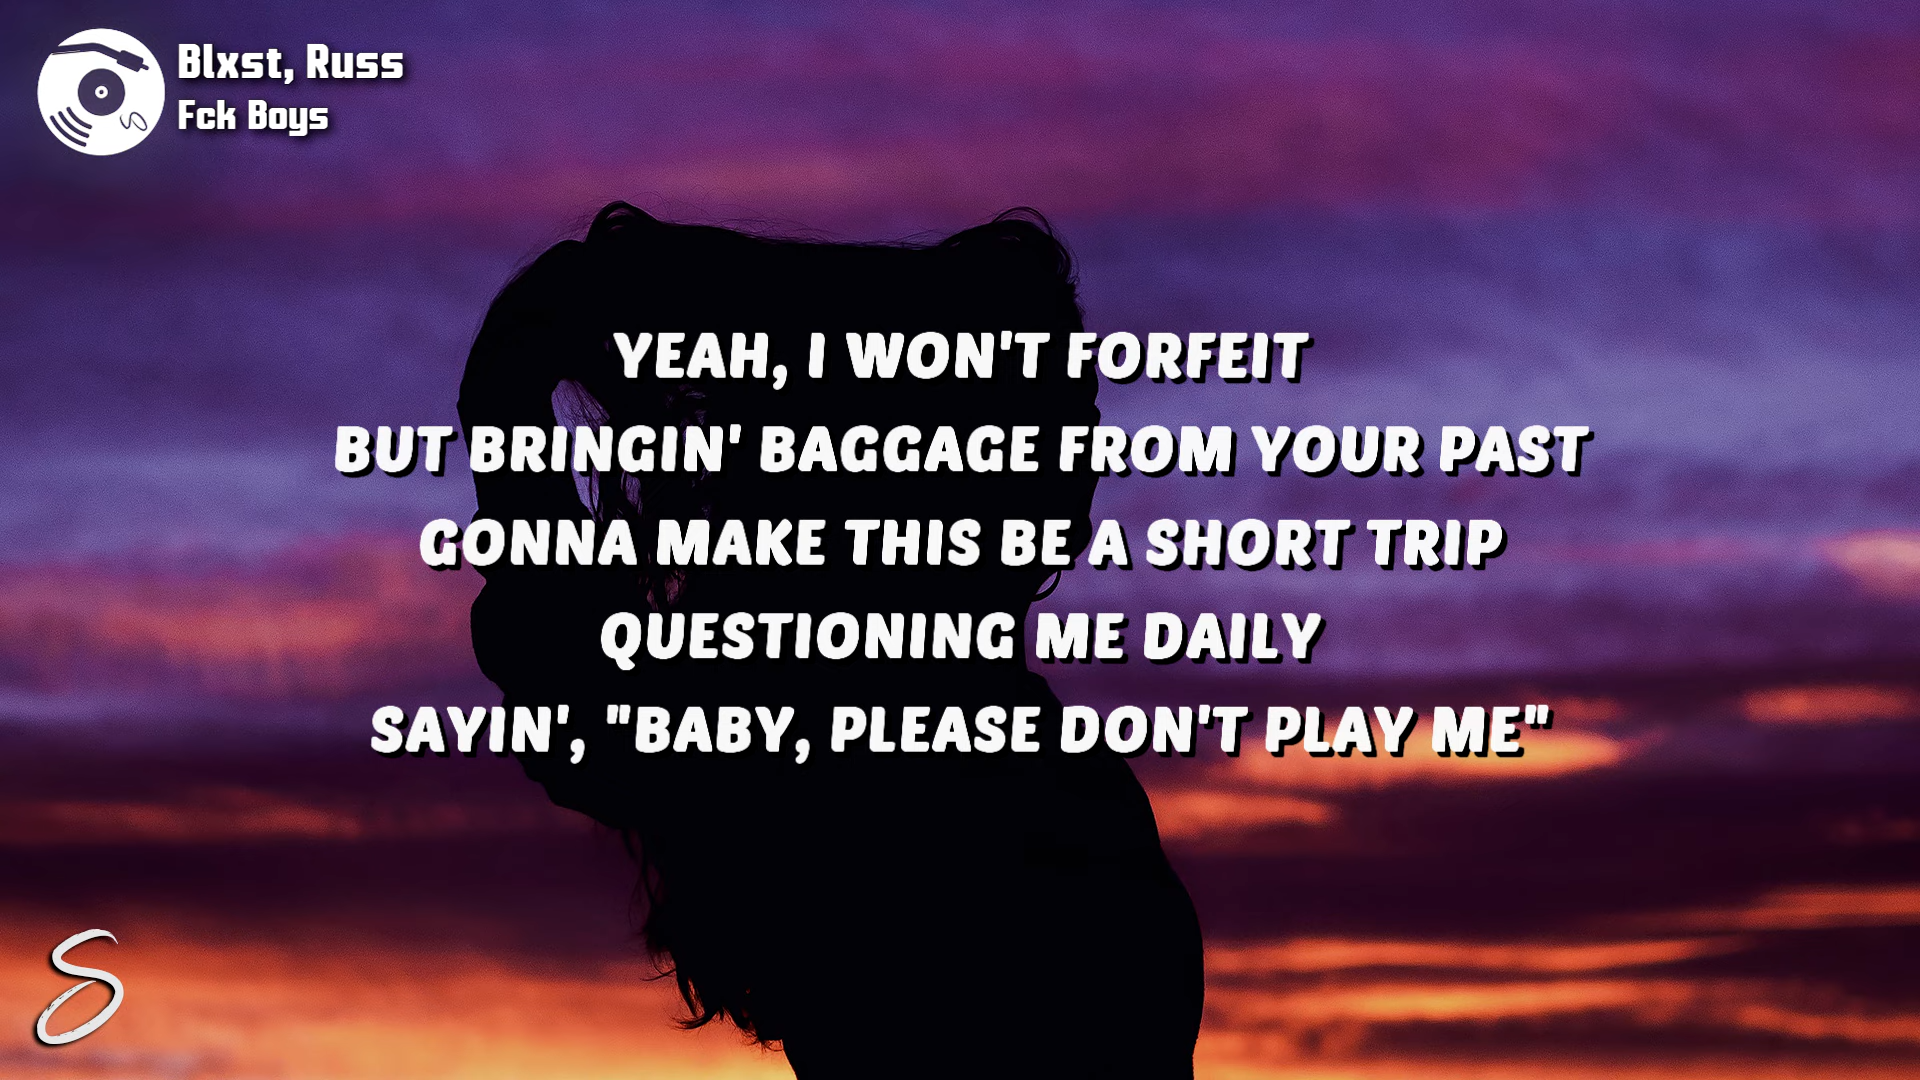 Blxst, Russ
Fck Boys
YEAH, I WON'T FORFEIT
BUT BRINGIN' BAGGAGE FROM YOUR PAST
GONNA MAKE THIS BE A SHORT TRIP
QUESTIONING ME DAILY
SAYIN', "BABY, PLEASE DON'T PLAY ME"
S